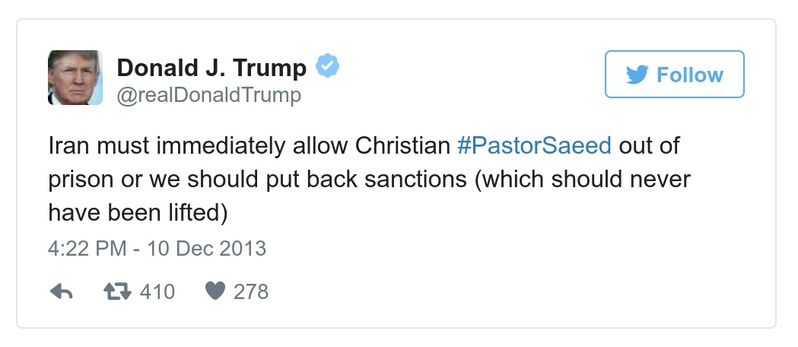 Donald J. Trump
@realDonaldTrump
Follow
Iran must immediately allow Christian #PastorSaeed out of
prison or we should put back sanctions (which should never
have been lifted)
4:22 PM - 10 Dec 2013
410 278